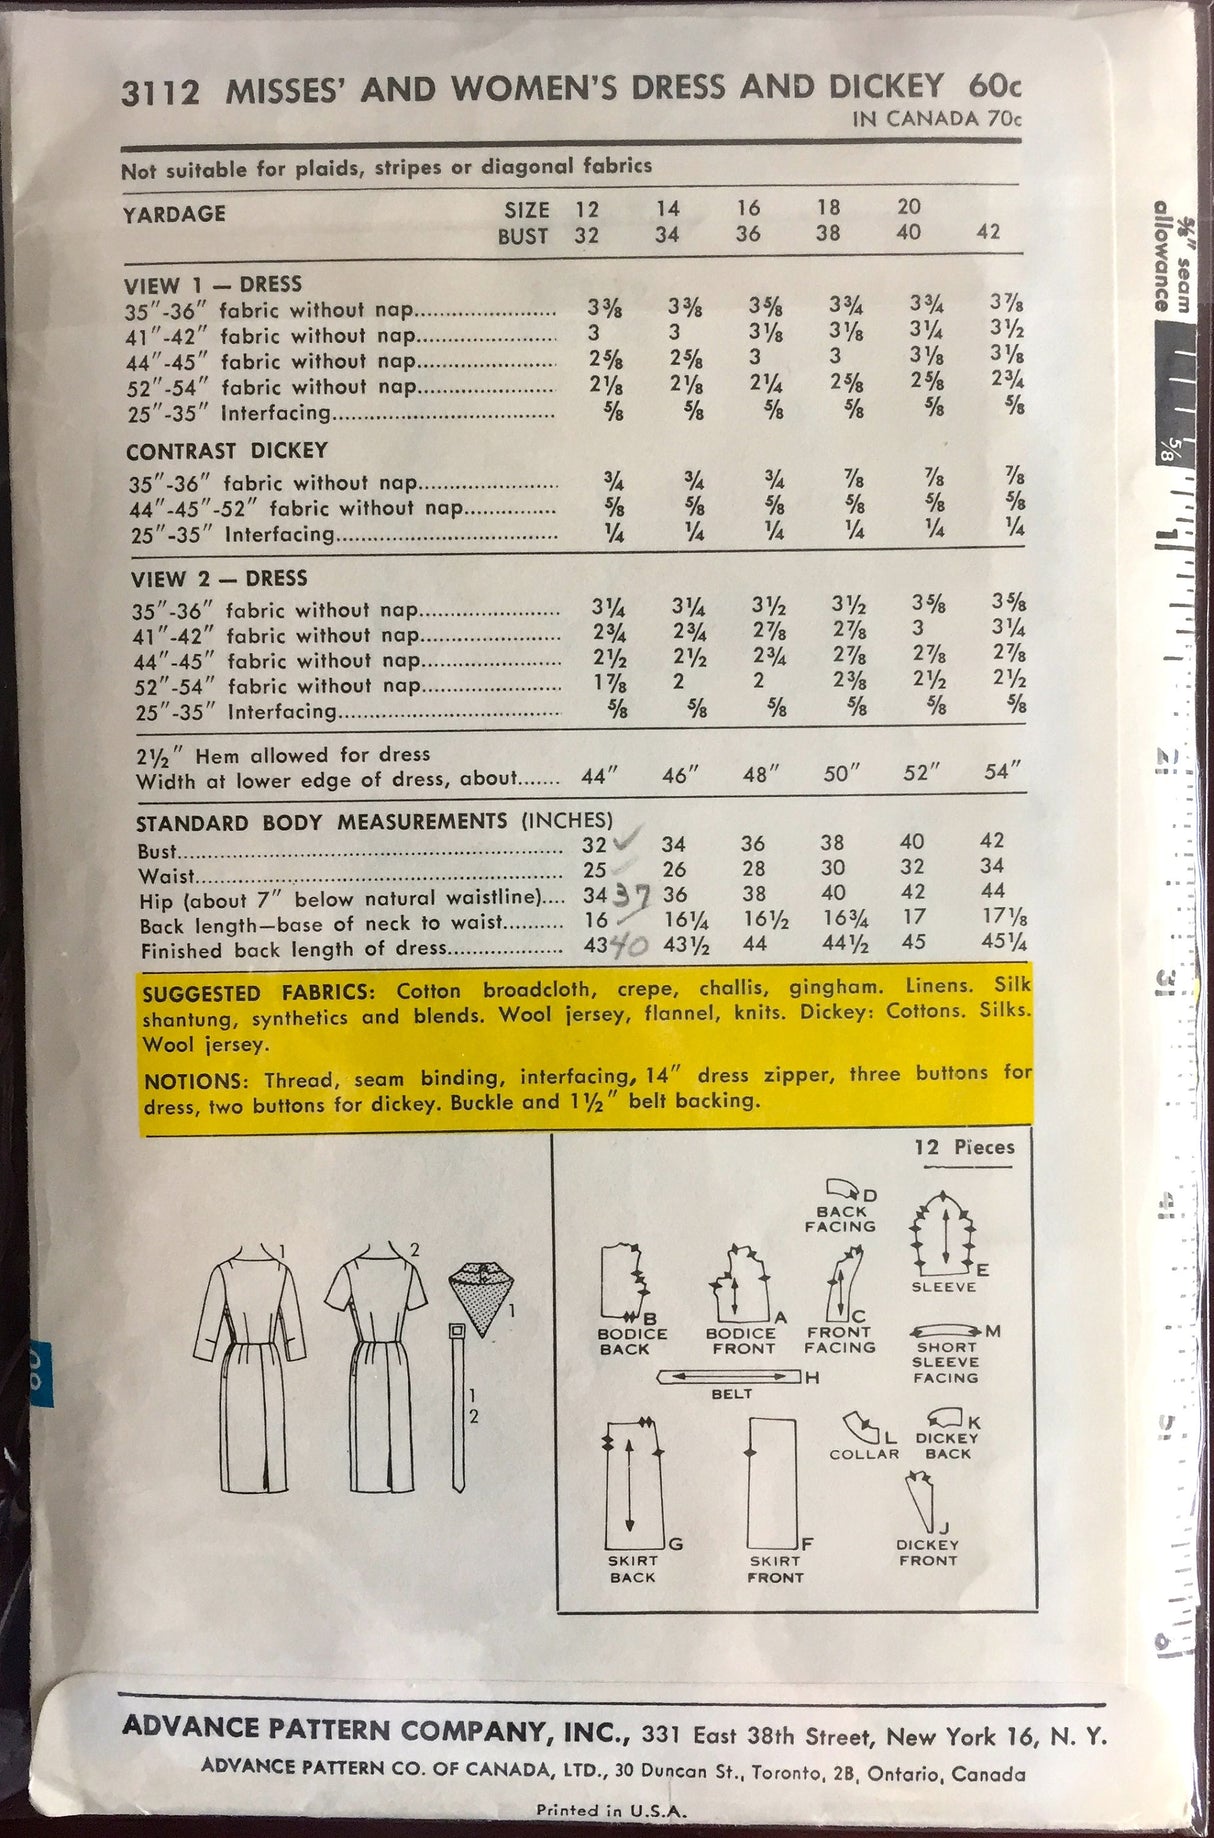 3112 MISSES' AND WOMEN'S DRESS AND DICKEY 60c
IN CANADA 70c
Not suitable for plaids, stripes or diagonal fabrics
YARDAGE SIZE 12 14 16 18 20
BUST 32 34 36 38 40 42
VIEW 1 — DRESS
35"-36" fabric without nap....................... 3⅜ 3⅜ 3⅝ 3¾ 3¾ 3⅞
41"-42" fabric without nap....................... 3 3 3⅛ 3⅛ 3¼ 3½
44"-45" fabric without nap....................... 2⅝ 2⅝ 3 3 3⅛ 3⅛
52"-54" fabric without nap....................... 2⅛ 2⅛ 2¼ 2⅝ 2⅝ 2¾
25"-35" Interfacing..................................... ⅝ ⅝ ⅝ ⅝ ⅝ ⅝
CONTRAST DICKEY
35"-36" fabric without nap....................... ¾ ¾ ¾ ⅞ ⅞ ⅞
44"-45"-52" fabric without nap............... ⅝ ⅝ ⅝ ⅝ ⅝ ⅝
25"-35" Interfacing..................................... ¼ ¼ ¼ ¼ ¼ ¼
VIEW 2 — DRESS
35"-36" fabric without nap....................... 3¼ 3¼ 3½ 3½ 3⅝ 3⅝
41"-42" fabric without nap....................... 2¾ 2¾ 2⅞ 2⅞ 3 3¼
44"-45" fabric without nap....................... 2½ 2½ 2¾ 2⅞ 2⅞ 2⅞
52"-54" fabric without nap....................... 1⅞ 2 2 2⅜ 2½ 2½
25"-35" Interfacing..................................... ⅝ ⅝ ⅝ ⅝ ⅝ ⅝
2½" Hem allowed for dress
Width at lower edge of dress, about....... 44" 46" 48" 50" 52" 54"
STANDARD BODY MEASUREMENTS (INCHES)
Bust............................................................... 32 ✓ 34 36 38 40 42
Waist............................................................ 25 ✓ 26 28 30 32 34
Hip (about 7" below natural waistline).... 34 37 36 38 40 42 44
Back length—base of neck to waist.......... 16 ✓ 16¼ 16½ 16¾ 17 17⅛
Finished back length of dress................... 43 40 43½ 44 44½ 45 45¼
SUGGESTED FABRICS: Cotton broadcloth, crepe, challis, gingham. Linens. Silk
shantung, synthetics and blends. Wool jersey, flannel, knits. Dickey: Cottons. Silks.
Wool jersey.
NOTIONS: Thread, seam binding, interfacing, 14" dress zipper, three buttons for
dress, two buttons for dickey. Buckle and 1½" belt backing.
12 Pieces
D
BACK
FACING
E
SLEEVE
B
BODICE
BACK
A
BODICE
FRONT
C
FRONT
FACING
M
SHORT
SLEEVE
FACING
H
BELT
L
COLLAR
K
DICKEY
BACK
J
DICKEY
FRONT
G
SKIRT
BACK
F
SKIRT
FRONT
1
2
1
1
2
⅝" seam
allowance
5/8
1
2
3
4
5
6
ADVANCE PATTERN COMPANY, INC., 331 East 38th Street, New York 16, N. Y.
ADVANCE PATTERN CO. OF CANADA, LTD., 30 Duncan St., Toronto, 2B, Ontario, Canada
Printed in U.S.A.